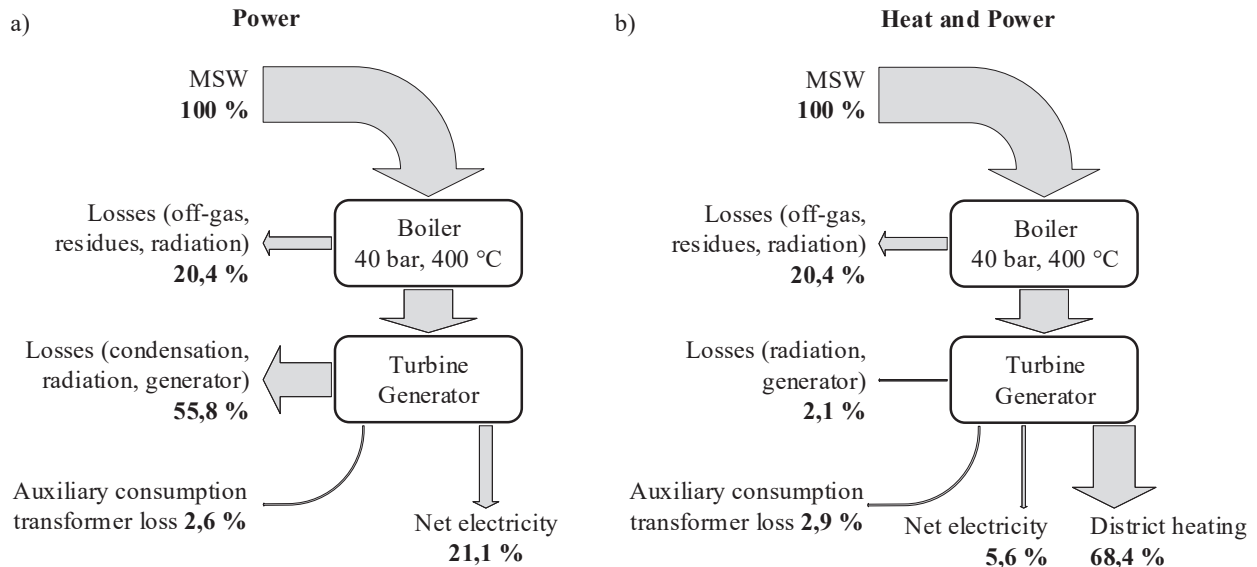 a)
Power
MSW
100 %
Losses (off-gas,
residues, radiation)
20,4 %
Boiler
40 bar, 400 °C
Losses (condensation,
radiation, generator)
55,8 %
Turbine
Generator
Auxiliary consumption
transformer loss 2,6 %
Net electricity
21,1 %
b)
Heat and Power
MSW
100 %
Losses (off-gas,
residues, radiation)
20,4 %
Boiler
40 bar, 400 °C
Losses (radiation,
generator)
2,1 %
Turbine
Generator
Auxiliary consumption
transformer loss 2,9 %
Net electricity
5,6 %
District heating
68,4 %